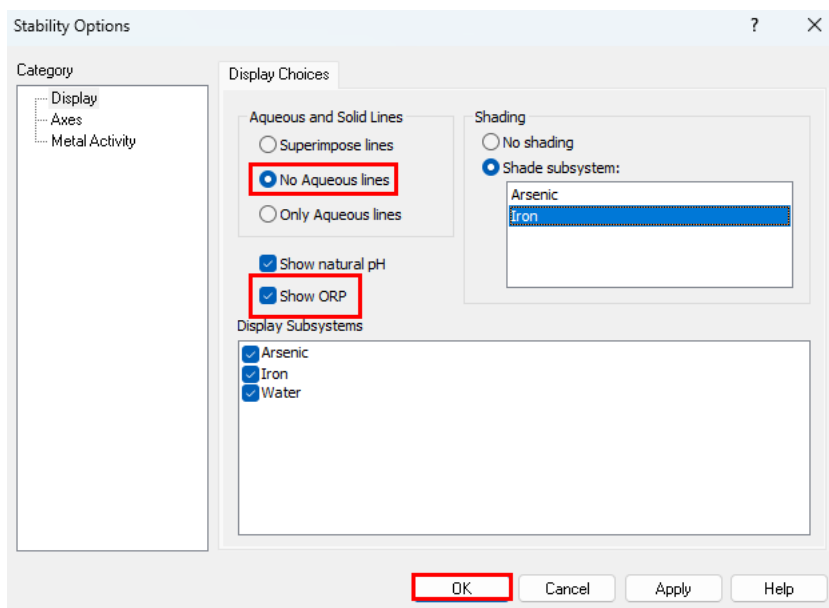 Stability Options
?
Category
Display
Axes
Metal Activity
Display Choices
Aqueous and Solid Lines
Superimpose lines
No Aqueous lines
Only Aqueous lines
Show natural pH
Show ORP
Shading
No shading
Shade subsystem:
Arsenic
Iron
Display Subsystems
Arsenic
Iron
Water
OK
Cancel
Apply
Help